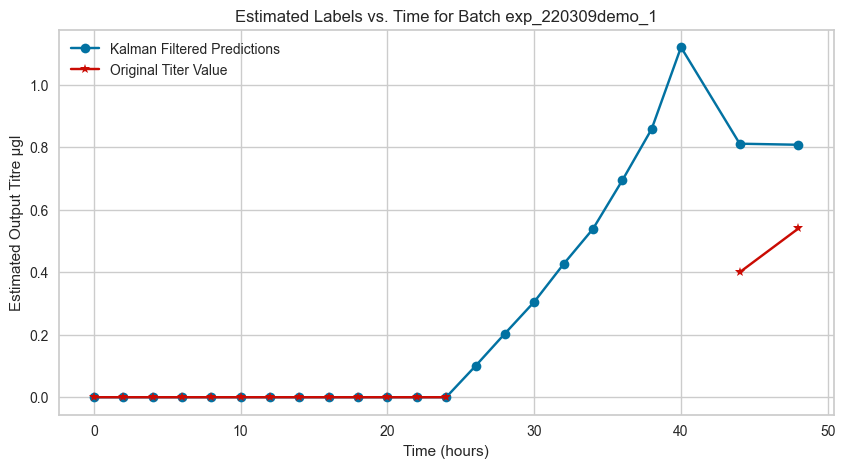 Estimated Labels vs. Time for Batch exp_220309demo_1
Kalman Filtered Predictions
Original Titer Value
Estimated Output Titre µgl
1.0
0.8
0.6
0.4
0.2
0.0
0 10 20 30 40 50
Time (hours)